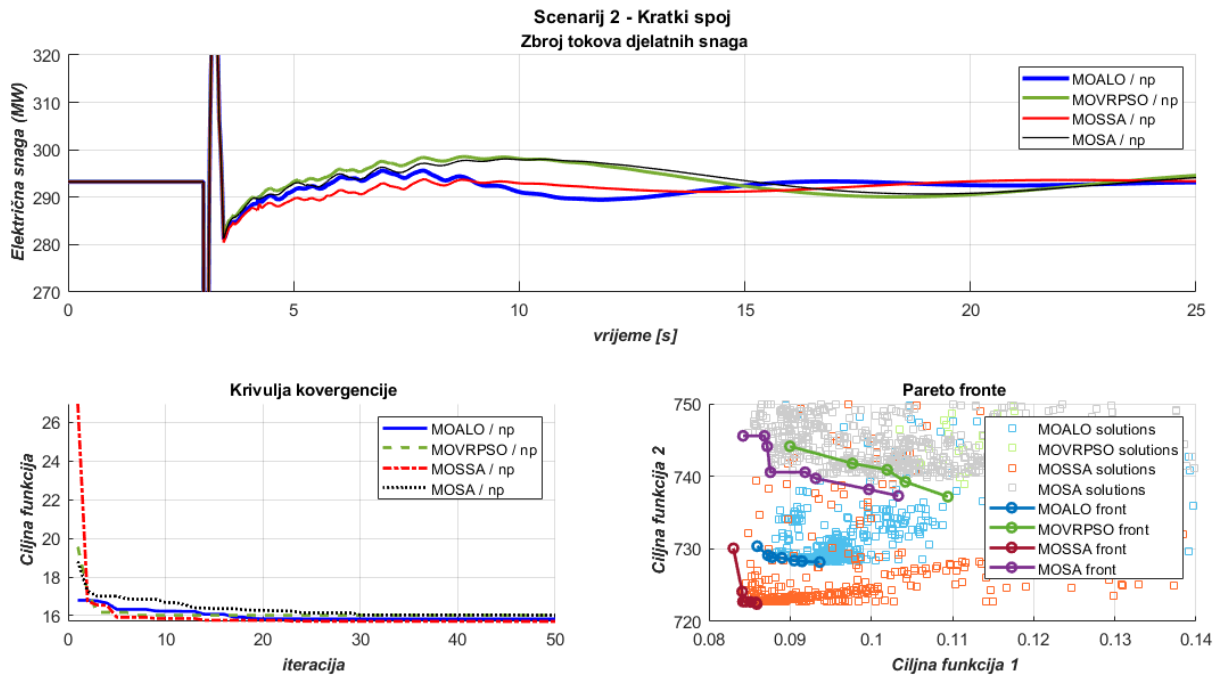 Scenarij 2 - Kratki spoj
Zbroj tokova djelatnih snaga
Električna snaga (MW)
320
310
300
290
280
270
0
5
10
15
20
25
vrijeme [s]
MOALO / np
MOVRPSO / np
MOSSA / np
MOSA / np
Krivulja kovergencije
Ciljna funkcija
26
24
22
20
18
16
0
10
20
30
40
50
iteracija
MOALO / np
MOVRPSO / np
MOSSA / np
MOSA / np
Pareto fronte
Ciljna funkcija 2
750
740
730
720
0.08
0.09
0.1
0.11
0.12
0.13
0.14
Ciljna funkcija 1
MOALO solutions
MOVRPSO solutions
MOSSA solutions
MOSA solutions
MOALO front
MOVRPSO front
MOSSA front
MOSA front